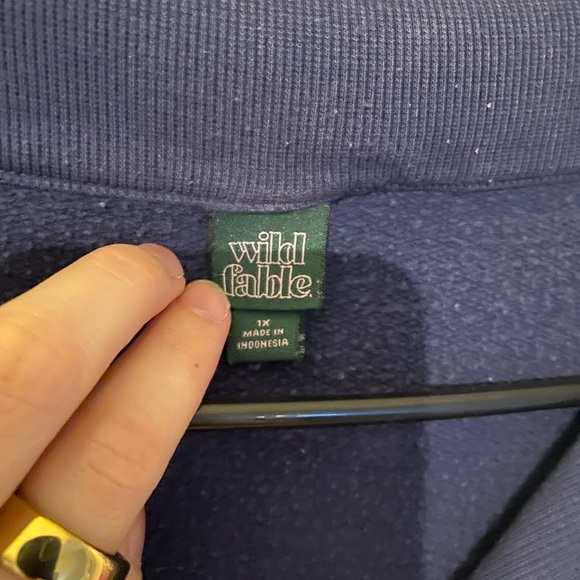 wild
fable.
1X
MADE IN
INDONESIA